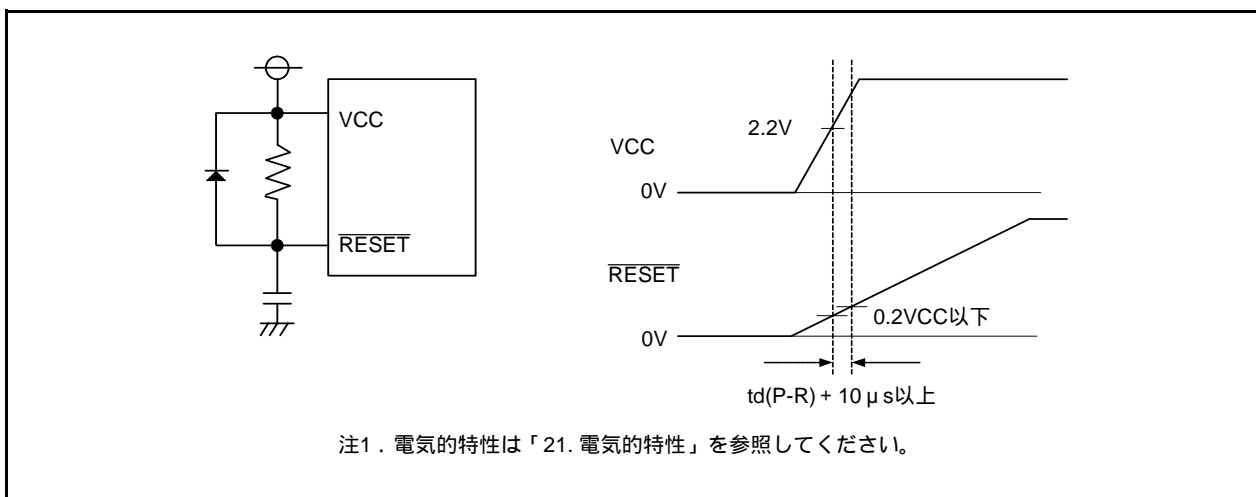 VCC
RESET
2.2V
VCC
0V
RESET
0.2VCC以下
0V
td(P-R) + 10 μ s以上
注1．電気的特性は「21. 電気的特性」を参照してください。